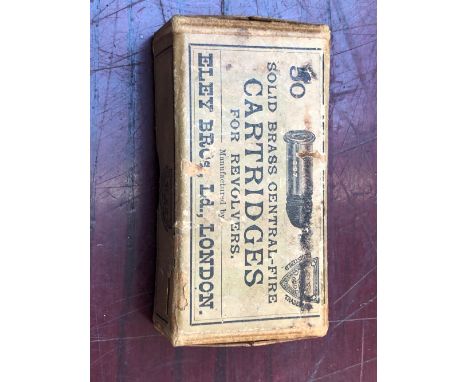 50
SOLID BRASS CENTRAL-FIRE
CARTRIDGES
FOR REVOLVERS.
Manufactured by
ELEY BROS. LD., LONDON.